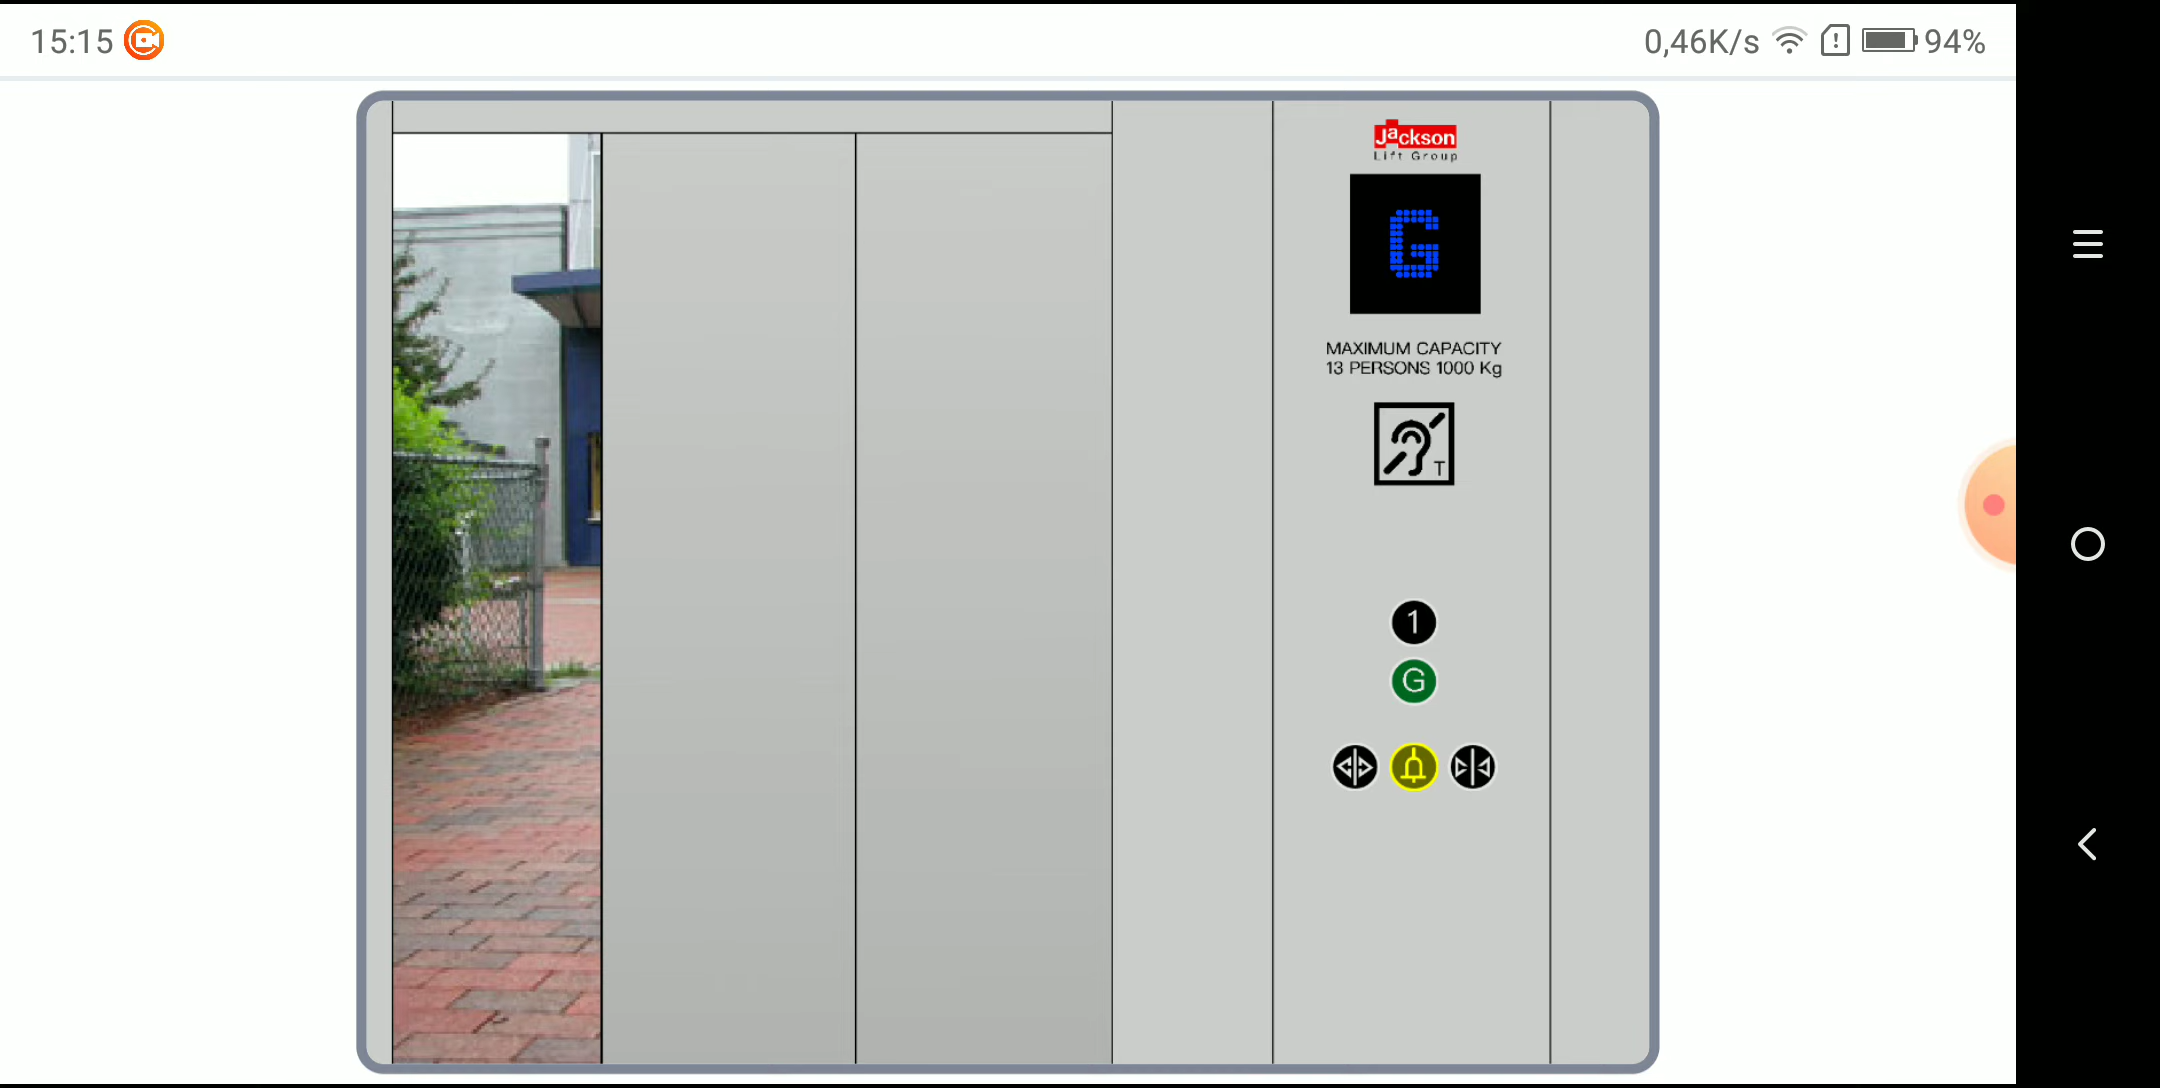 15:15
0,46K/s 94%
Jackson
Lift Group
G
MAXIMUM CAPACITY
13 PERSONS 1000 Kg
T
1
G